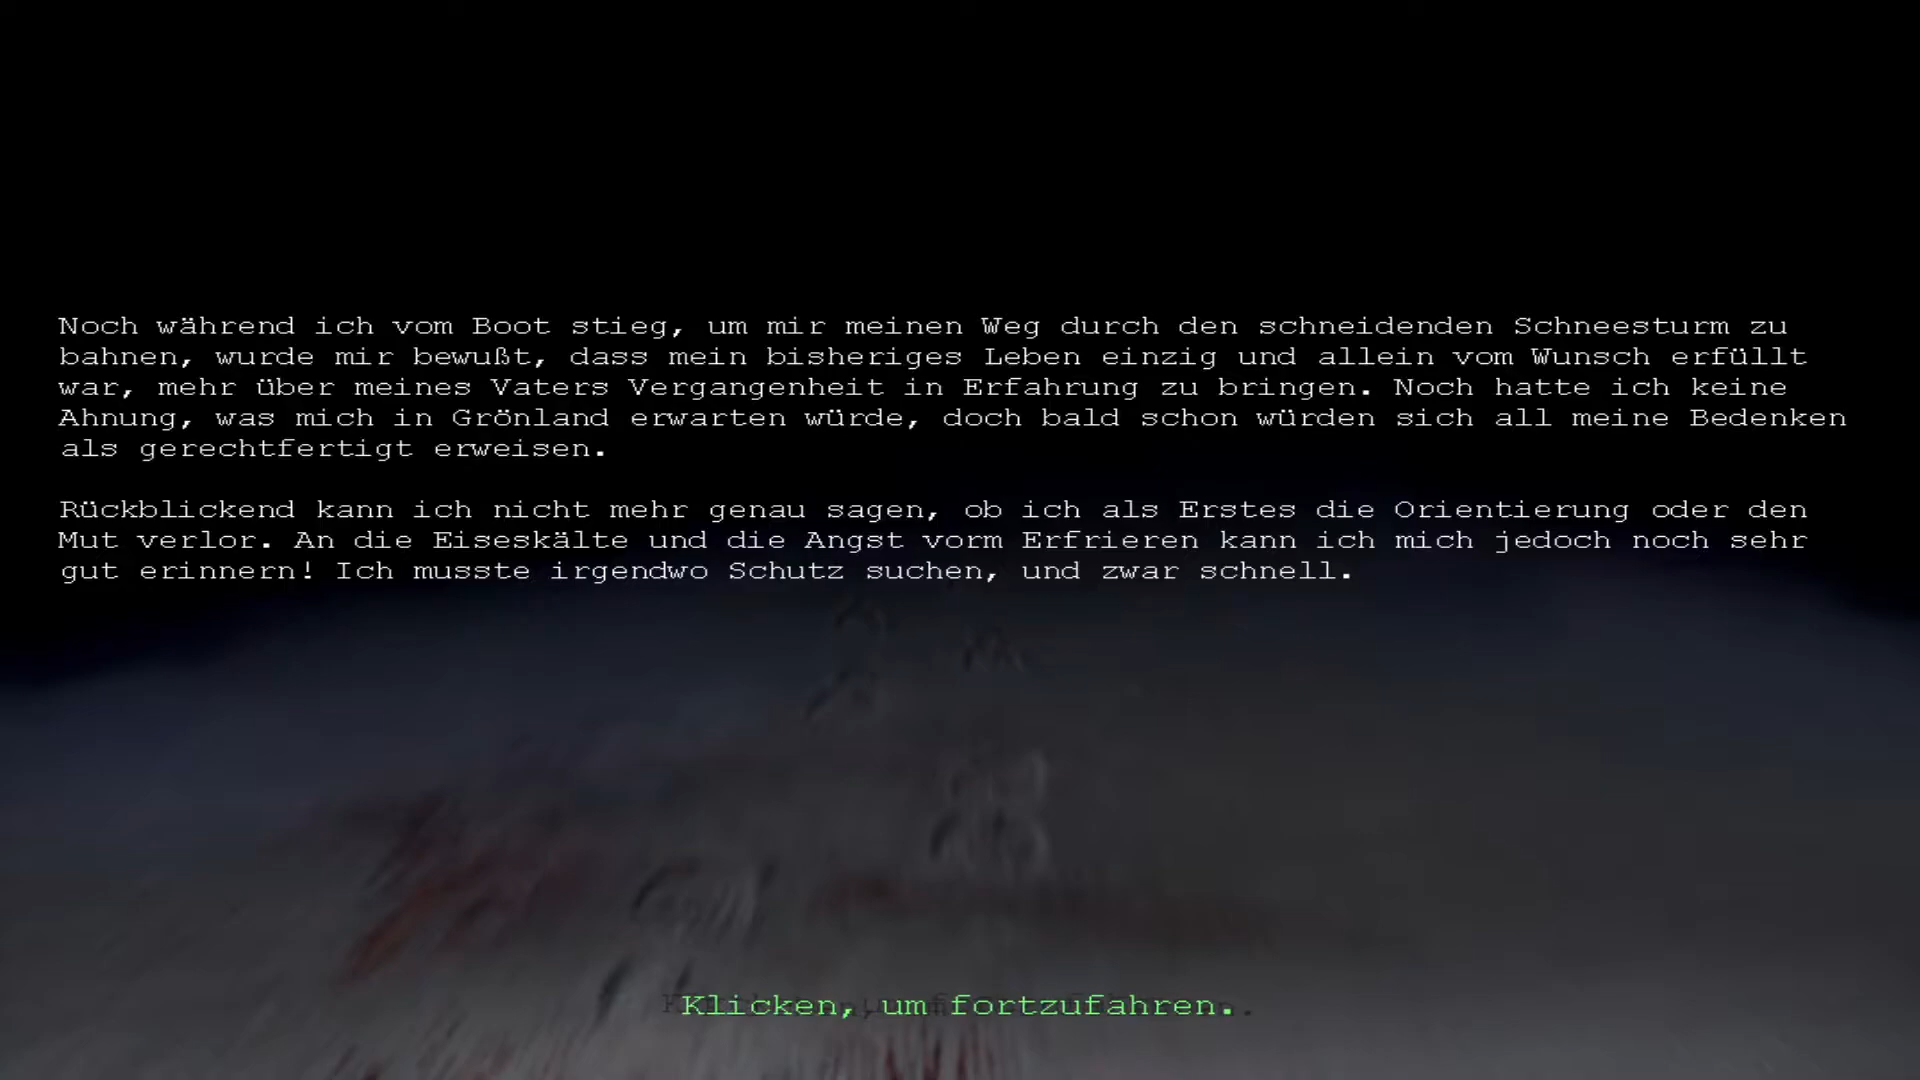 Noch während ich vom Boot stieg, um mir meinen Weg durch den schneidenden Schneesturm zu
bahnen, wurde mir bewußt, dass mein bisheriges Leben einzig und allein vom Wunsch erfüllt
war, mehr über meines Vaters Vergangenheit in Erfahrung zu bringen. Noch hatte ich keine
Ahnung, was mich in Grönland erwarten würde, doch bald schon würden sich all meine Bedenken
als gerechtfertigt erweisen.
Rückblickend kann ich nicht mehr genau sagen, ob ich als Erstes die Orientierung oder den
Mut verlor. An die Eiseskälte und die Angst vorm Erfrieren kann ich mich jedoch noch sehr
gut erinnern! Ich musste irgendwo Schutz suchen, und zwar schnell.
Klicken, um fortzufahren.